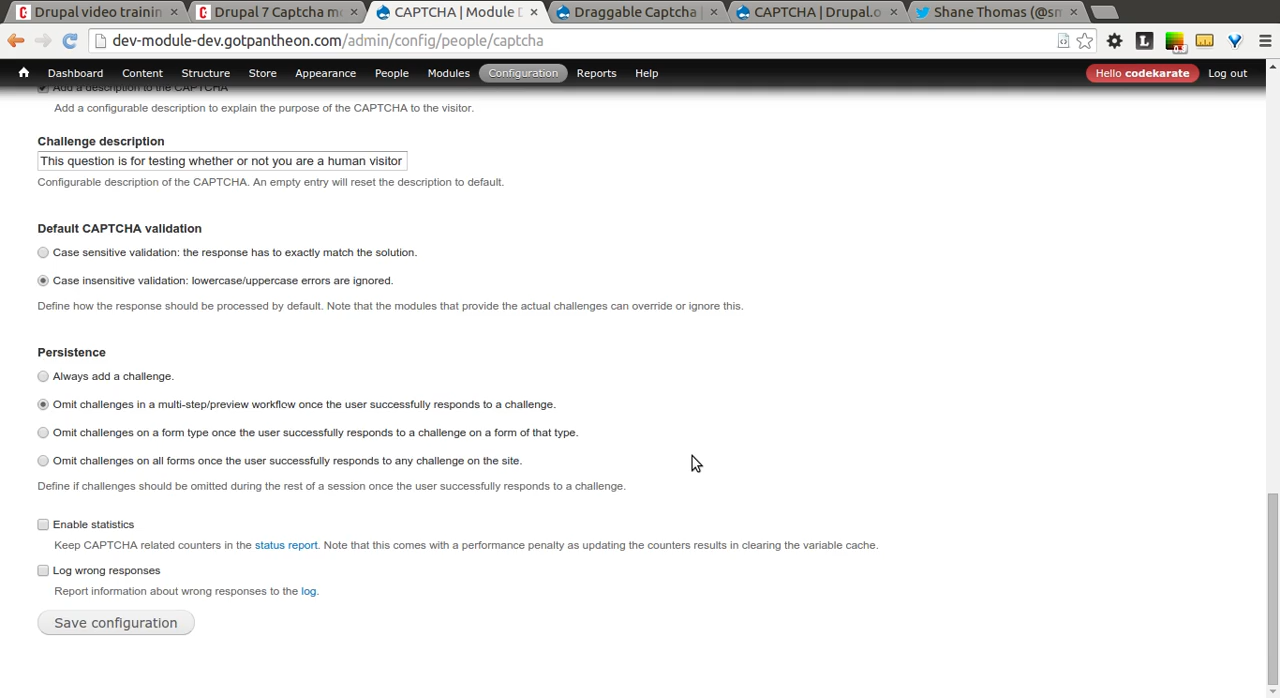 Drupal video trainin
Drupal 7 Captcha mo
CAPTCHA | Module D
Draggable Captcha
CAPTCHA | Drupal.o
Shane Thomas (@sm
dev-module-dev.gotpantheon.com/admin/config/people/captcha
Dashboard Content Structure Store Appearance People Modules Configuration Reports Help Hello codekarate Log out
Add a description to the CAPTCHA
Add a configurable description to explain the purpose of the CAPTCHA to the visitor.
Challenge description
This question is for testing whether or not you are a human visitor
Configurable description of the CAPTCHA. An empty entry will reset the description to default.
Default CAPTCHA validation
Case sensitive validation: the response has to exactly match the solution.
Case insensitive validation: lowercase/uppercase errors are ignored.
Define how the response should be processed by default. Note that the modules that provide the actual challenges can override or ignore this.
Persistence
Always add a challenge.
Omit challenges in a multi-step/preview workflow once the user successfully responds to a challenge.
Omit challenges on a form type once the user successfully responds to a challenge on a form of that type.
Omit challenges on all forms once the user successfully responds to any challenge on the site.
Define if challenges should be omitted during the rest of a session once the user successfully responds to a challenge.
Enable statistics
Keep CAPTCHA related counters in the status report. Note that this comes with a performance penalty as updating the counters results in clearing the variable cache.
Log wrong responses
Report information about wrong responses to the log.
Save configuration